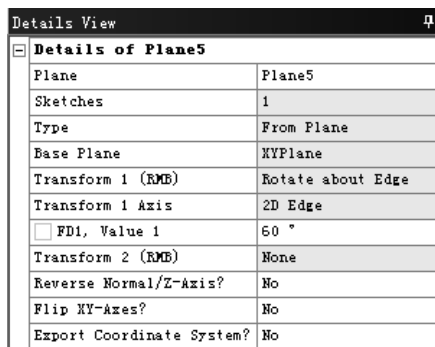 Details View
Details of Plane5
Plane Plane5
Sketches 1
Type From Plane
Base Plane XYPlane
Transform 1 (RMB) Rotate about Edge
Transform 1 Axis 2D Edge
FD1, Value 1 60 °
Transform 2 (RMB) None
Reverse Normal/Z-Axis? No
Flip XY-Axes? No
Export Coordinate System? No